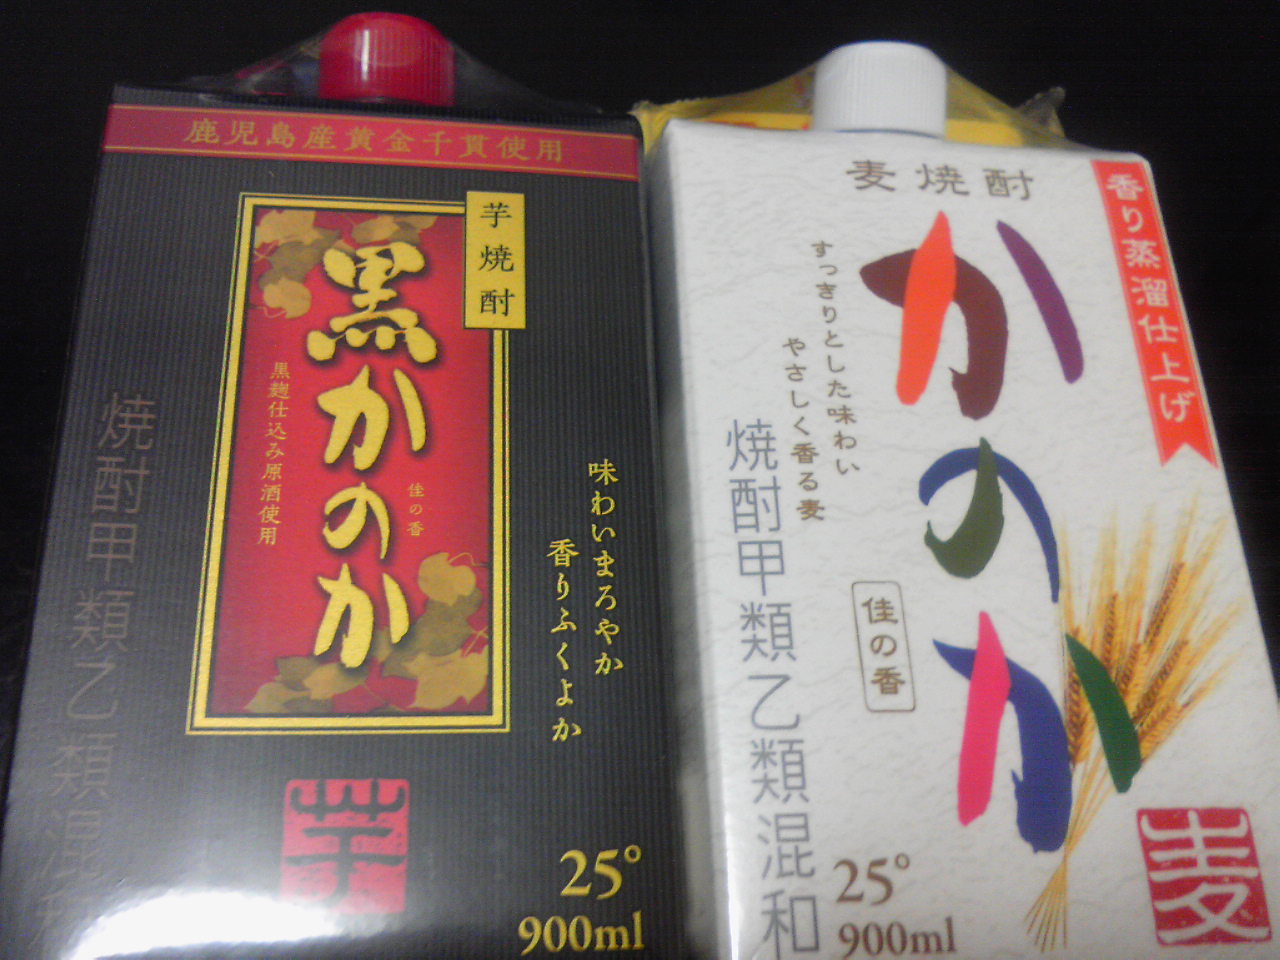 鹿児島産黄金千貫使用
芋焼酎
黒かのか
佳の香
黒麹仕込み原酒使用
味わいまろやか
香りふくよか
焼酎甲類乙類混和
芋
25°
900ml
麦焼酎
香り蒸溜仕上げ
かのか
佳の香
すっきりとした味わい
やさしく香る麦
焼酎甲類乙類混和
麦
25°
900ml